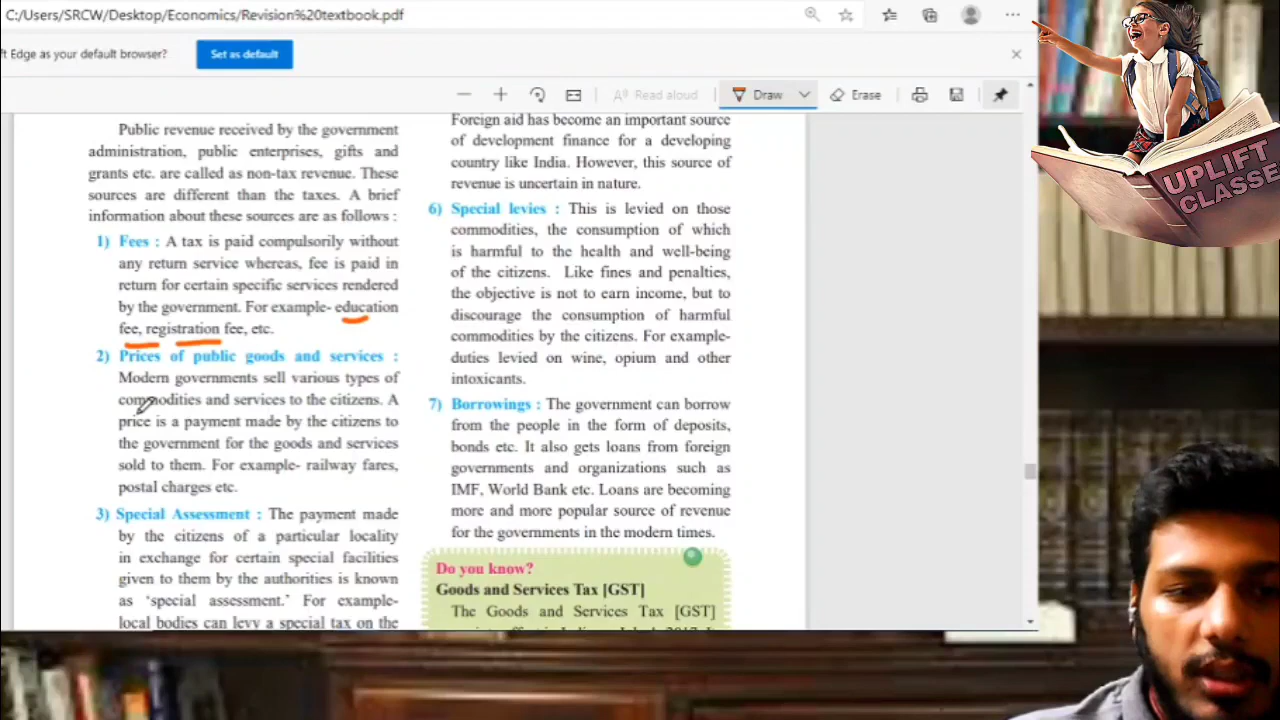 C:/Users/SRCW/Desktop/Economics/Revision%20textbook.pdf
ft Edge as your default browser?
Set as default
Read aloud
Draw
Erase
Public revenue received by the government
administration, public enterprises, gifts and
grants etc. are called as non-tax revenue. These
sources are different than the taxes. A brief
information about these sources are as follows :
1) Fees : A tax is paid compulsorily without
any return service whereas, fee is paid in
return for certain specific services rendered
by the government. For example- education
fee, registration fee, etc.
2) Prices of public goods and services :
Modern governments sell various types of
commodities and services to the citizens. A
price is a payment made by the citizens to
the government for the goods and services
sold to them. For example- railway fares,
postal charges etc.
3) Special Assessment : The payment made
by the citizens of a particular locality
in exchange for certain special facilities
given to them by the authorities is known
as ‘special assessment.’ For example-
local bodies can levy a special tax on the
Foreign aid has become an important source
of development finance for a developing
country like India. However, this source of
revenue is uncertain in nature.
6) Special levies : This is levied on those
commodities, the consumption of which
is harmful to the health and well-being
of the citizens. Like fines and penalties,
the objective is not to earn income, but to
discourage the consumption of harmful
commodities by the citizens. For example-
duties levied on wine, opium and other
intoxicants.
7) Borrowings : The government can borrow
from the people in the form of deposits,
bonds etc. It also gets loans from foreign
governments and organizations such as
IMF, World Bank etc. Loans are becoming
more and more popular source of revenue
for the governments in the modern times.
Do you know?
Goods and Services Tax [GST]
The Goods and Services Tax [GST]
UPLIFT
CLASSE